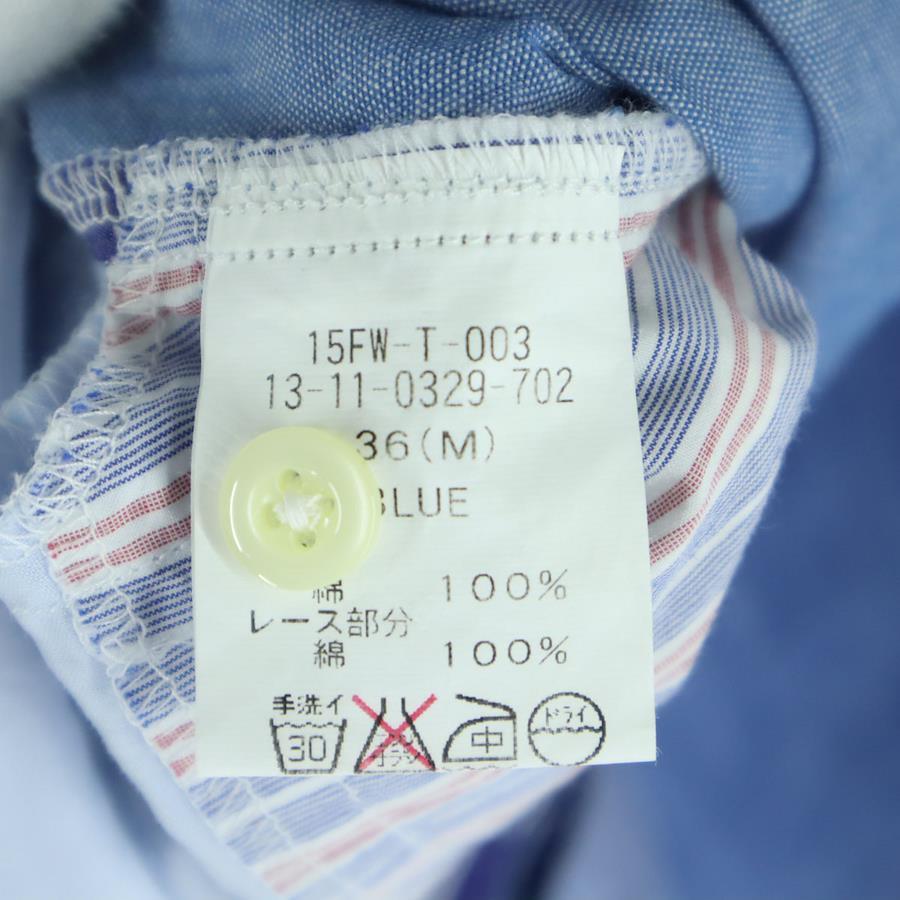 15FW-T-003
13-11-0329-702
36(M)
BLUE
綿 100%
レース部分
綿 100%
手洗イ
30
中
ドライ